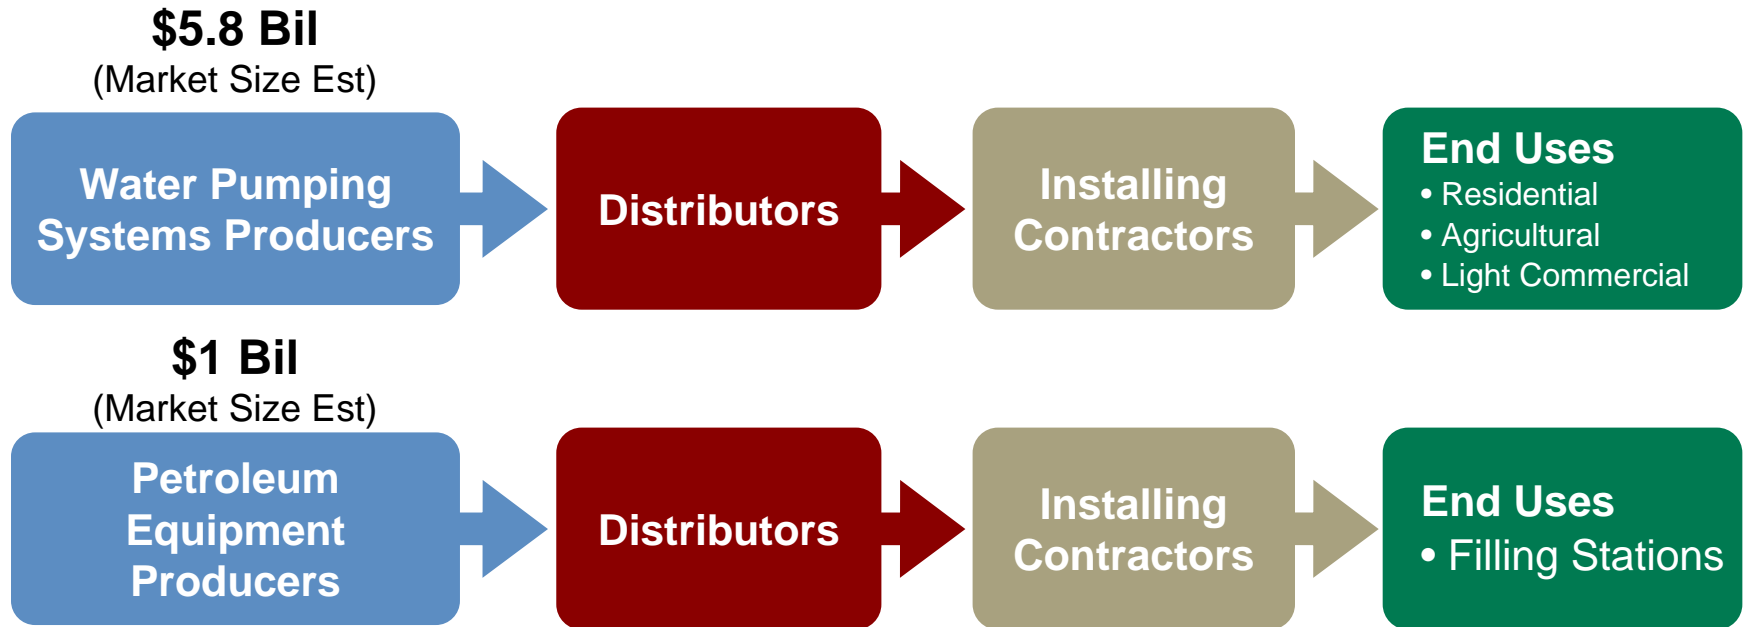 $5.8 Bil
(Market Size Est)
Water Pumping
Systems Producers
Distributors
Installing
Contractors
End Uses
• Residential
• Agricultural
• Light Commercial
$1 Bil
(Market Size Est)
Petroleum
Equipment
Producers
Distributors
Installing
Contractors
End Uses
• Filling Stations